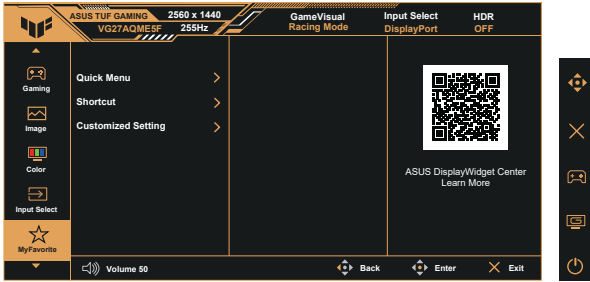 ASUS TUF GAMING 2560 x 1440
VG27AQME5F 255Hz
GameVisual
Racing Mode
Input Select
DisplayPort
HDR
OFF
Gaming
Image
Color
Input Select
MyFavorite
Quick Menu
Shortcut
Customized Setting
ASUS DisplayWidget Center
Learn More
Volume 50
Back
Enter
Exit